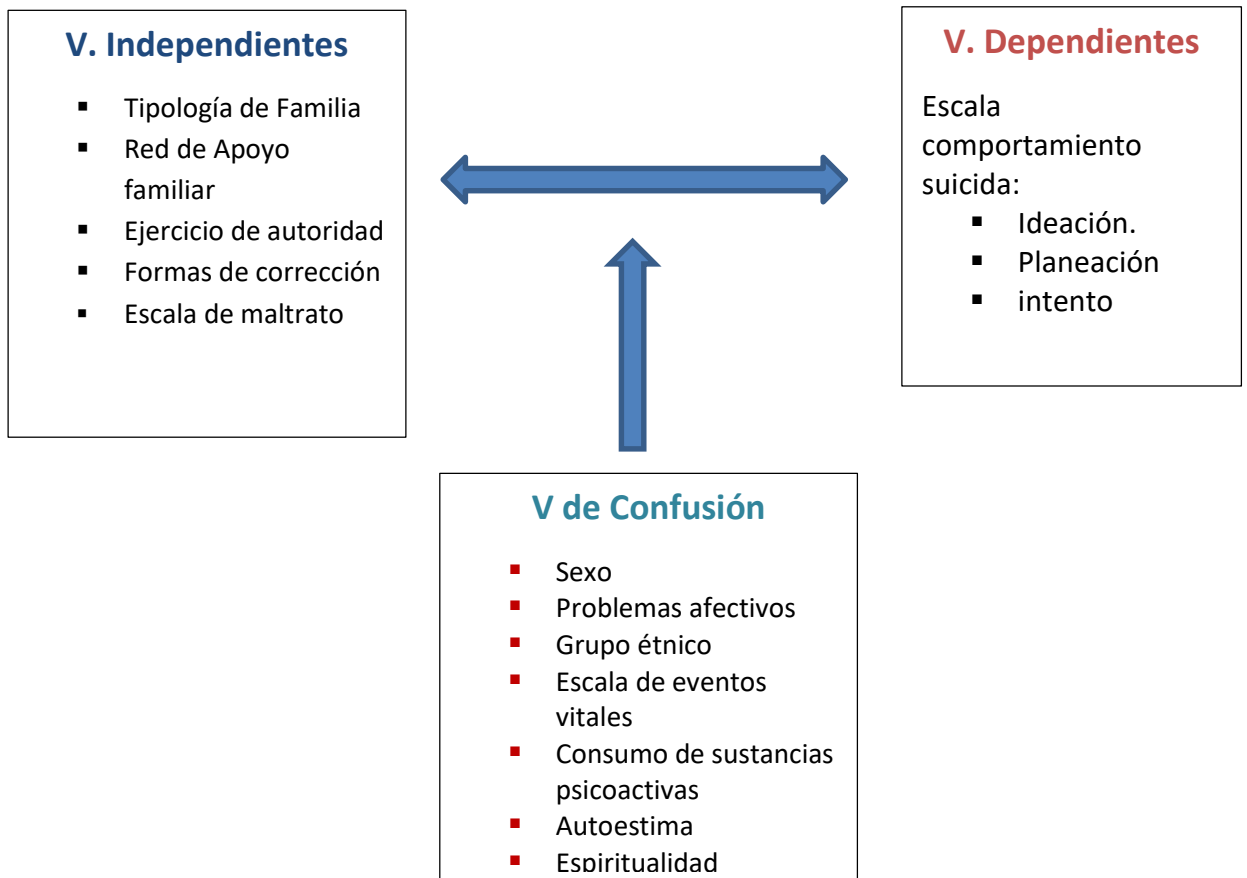 V. Independientes
▪ Tipología de Familia
▪ Red de Apoyo
familiar
▪ Ejercicio de autoridad
▪ Formas de corrección
▪ Escala de maltrato
V. Dependientes
Escala
comportamiento
suicida:
▪ Ideación.
▪ Planeación
▪ intento
V de Confusión
▪ Sexo
▪ Problemas afectivos
▪ Grupo étnico
▪ Escala de eventos
vitales
▪ Consumo de sustancias
psicoactivas
▪ Autoestima
▪ Espiritualidad